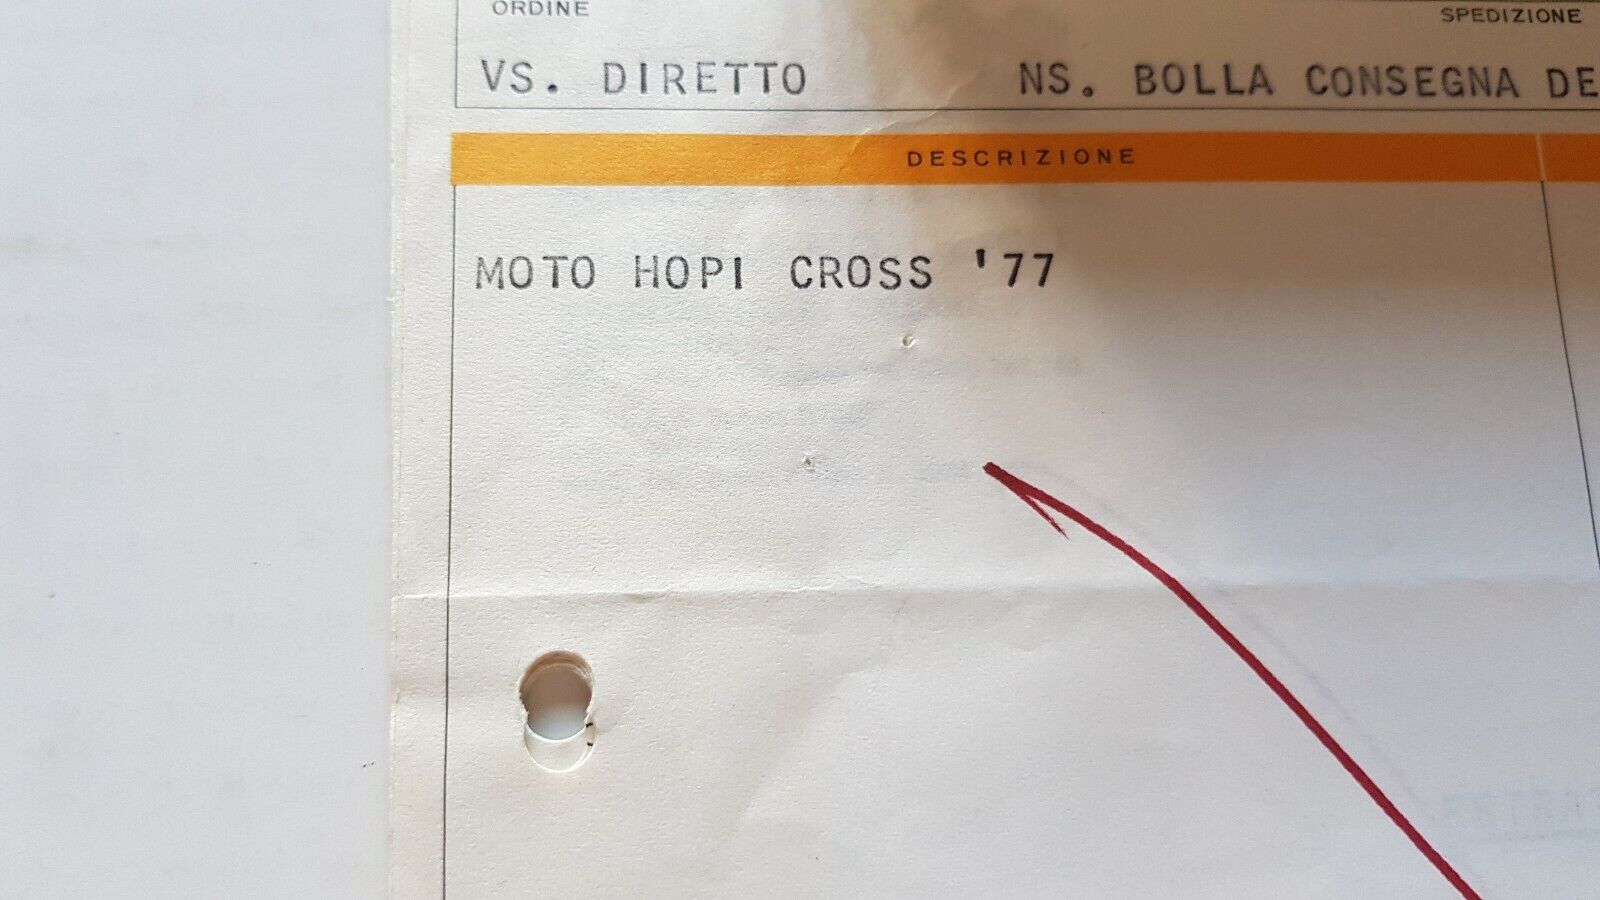 ORDINE SPEDIZIONE
VS. DIRETTO NS. BOLLA CONSEGNA DE
DESCRIZIONE
MOTO HOPI CROSS '77